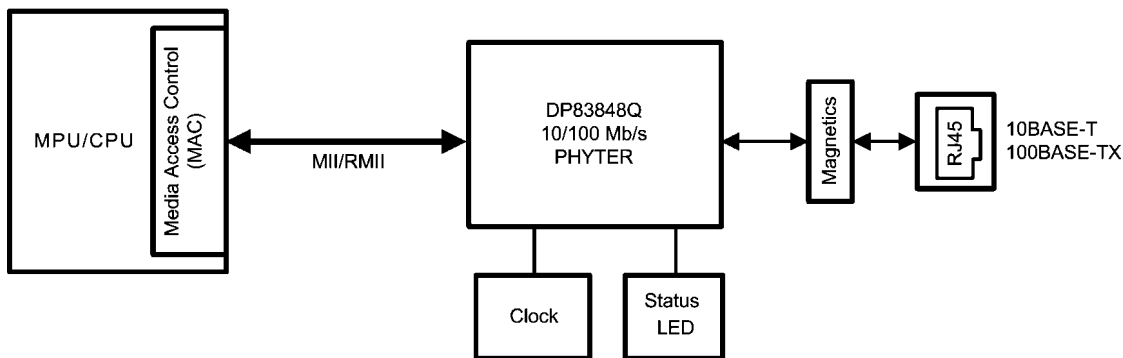 MPU/CPU
Media Access Control
(MAC)
MII/RMII
DP83848Q
10/100 Mb/s
PHYTER
Magnetics
RJ45
10BASE-T
100BASE-TX
Clock
Status
LED